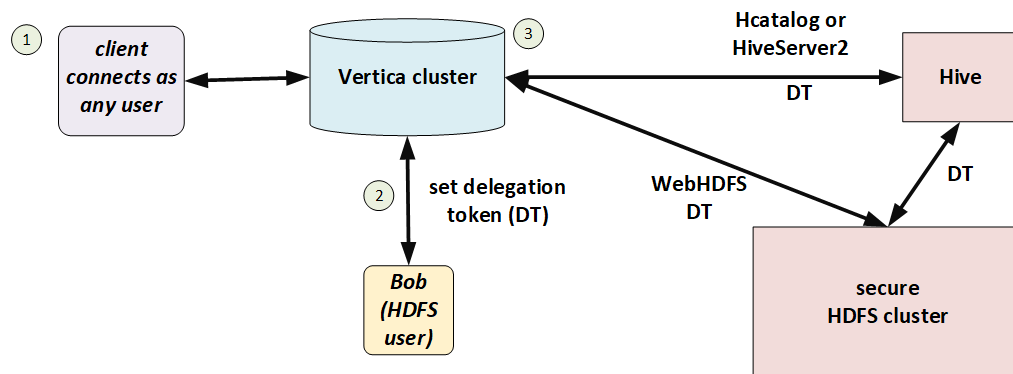 1
client
connects as
any user
Vertica cluster
3
Hcatalog or
HiveServer2
DT
Hive
2
set delegation
token (DT)
WebHDFS
DT
DT
Bob
(HDFS
user)
secure
HDFS cluster